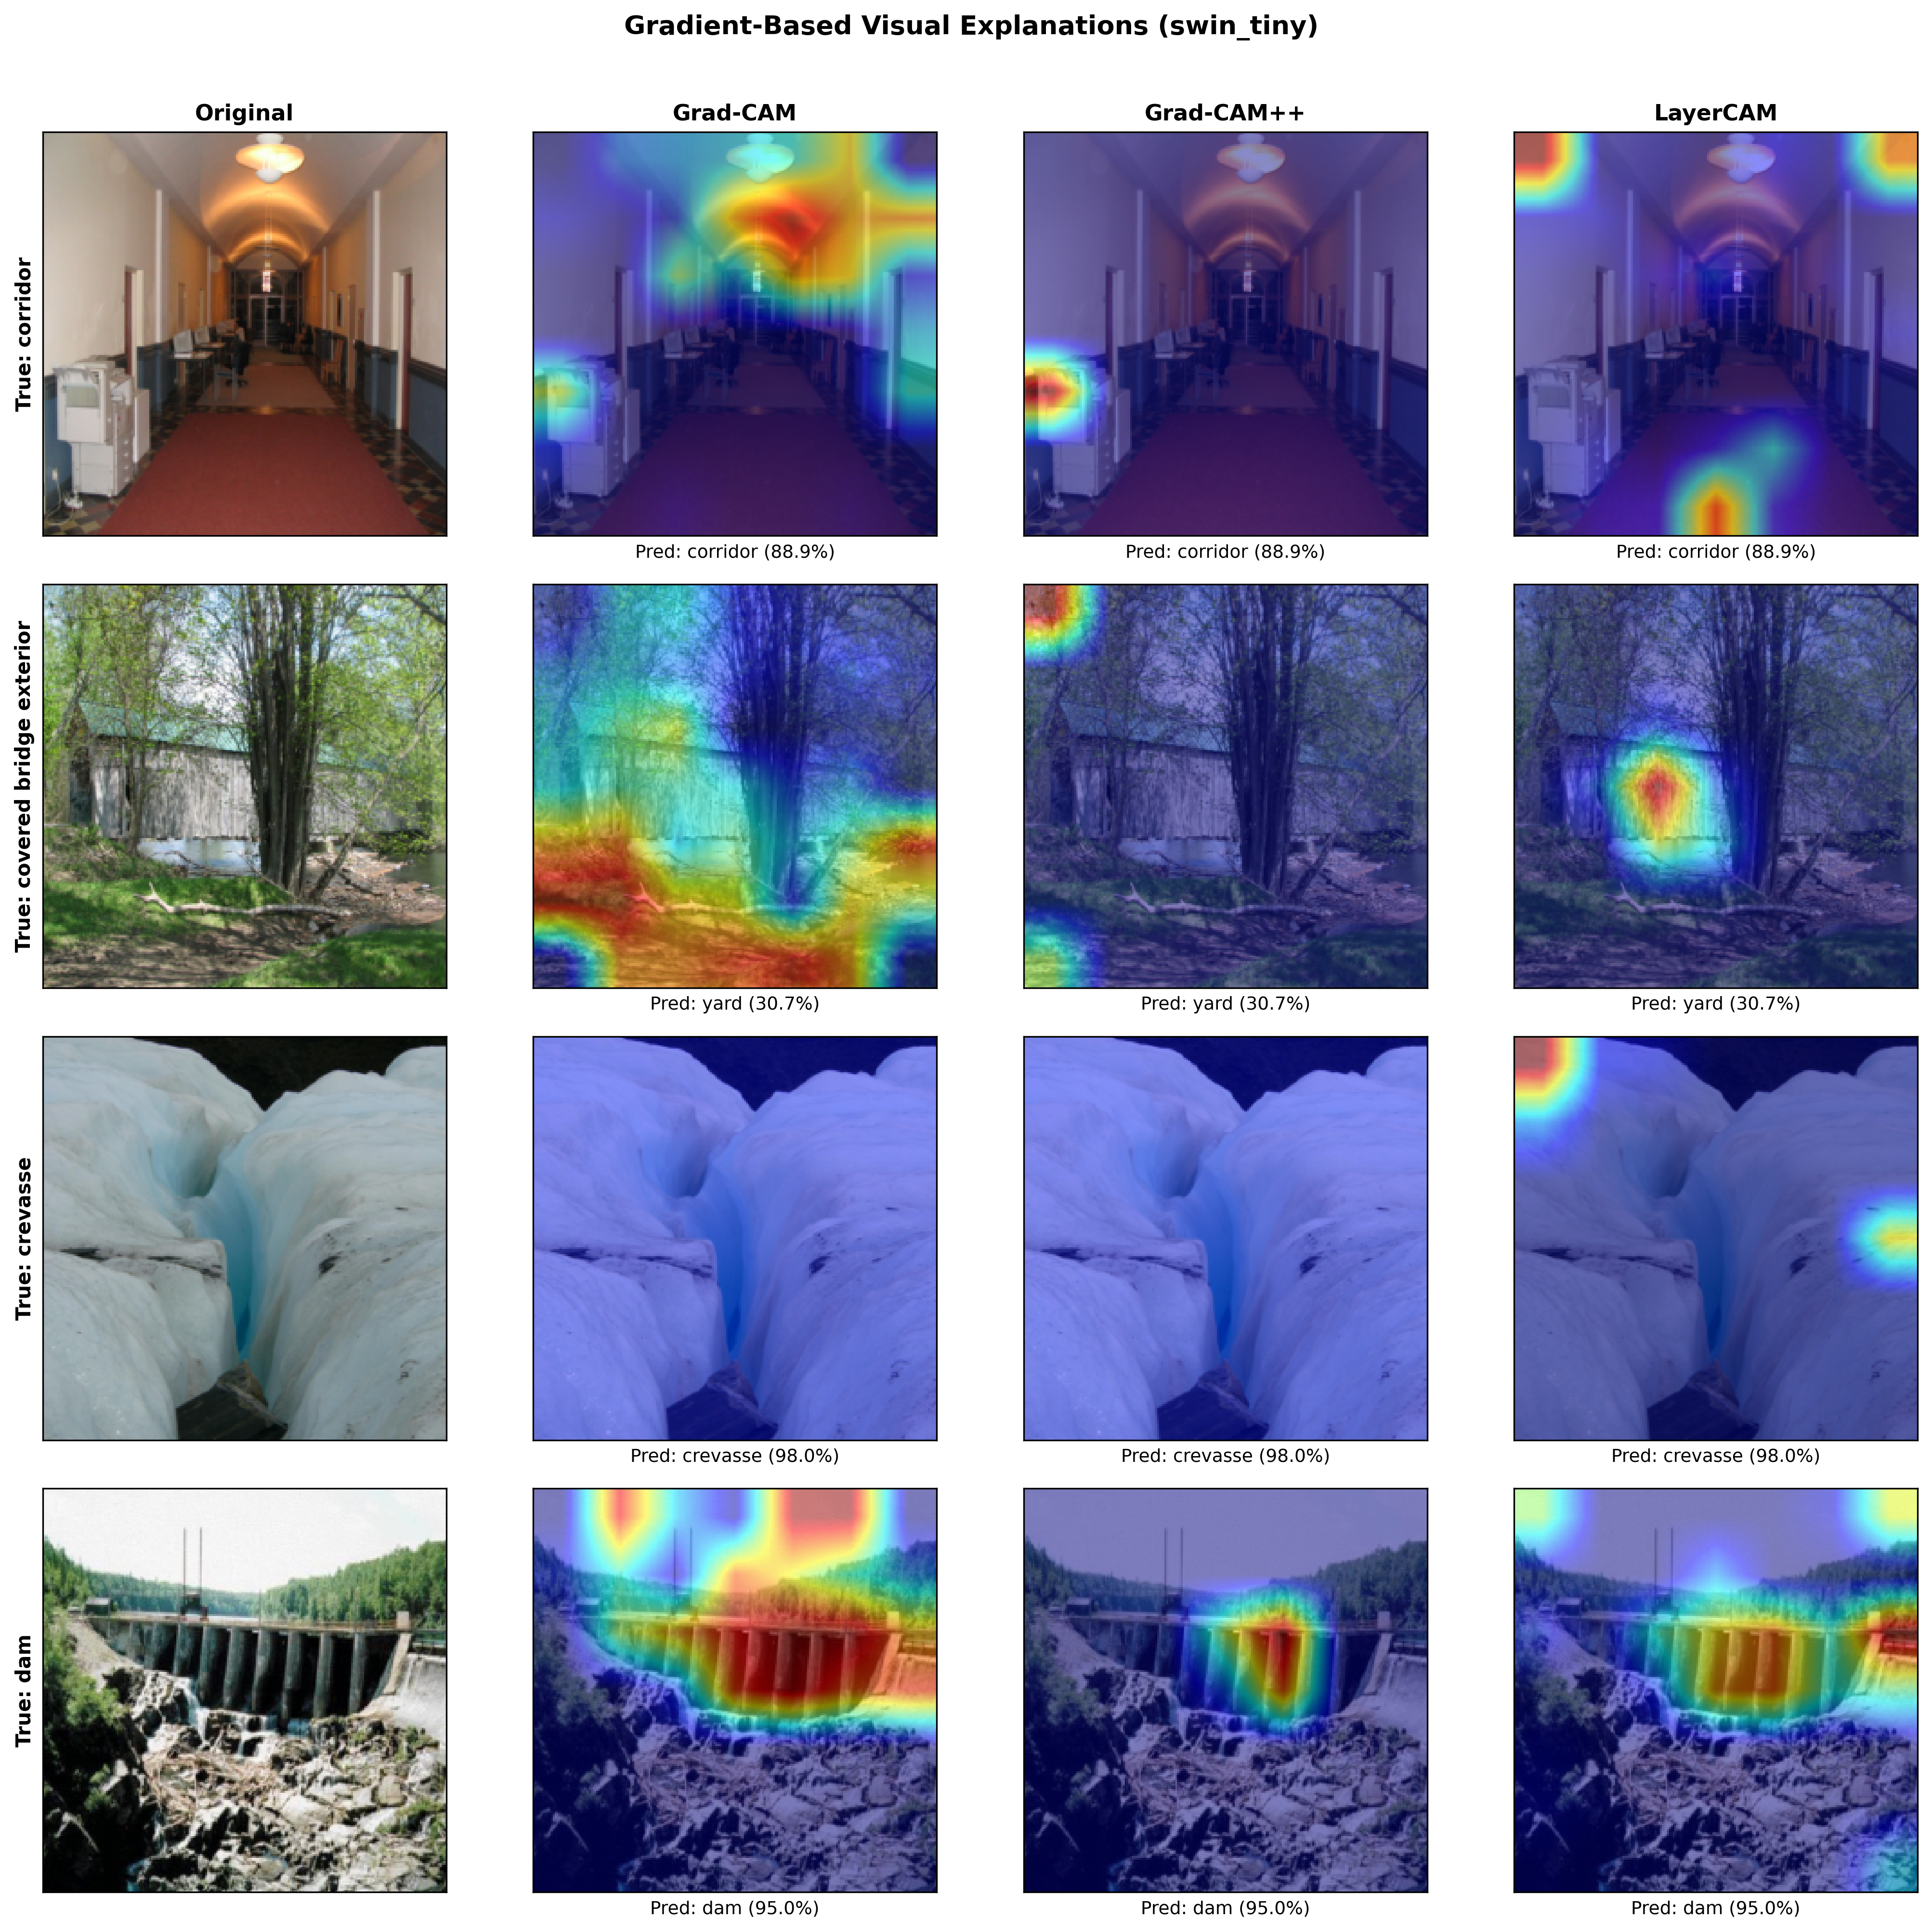 Gradient-Based Visual Explanations (swin_tiny)
Original
Grad-CAM
Grad-CAM++
LayerCAM
True: corridor
Pred: corridor (88.9%)
Pred: corridor (88.9%)
Pred: corridor (88.9%)
True: covered bridge exterior
Pred: yard (30.7%)
Pred: yard (30.7%)
Pred: yard (30.7%)
True: crevasse
Pred: crevasse (98.0%)
Pred: crevasse (98.0%)
Pred: crevasse (98.0%)
True: dam
Pred: dam (95.0%)
Pred: dam (95.0%)
Pred: dam (95.0%)